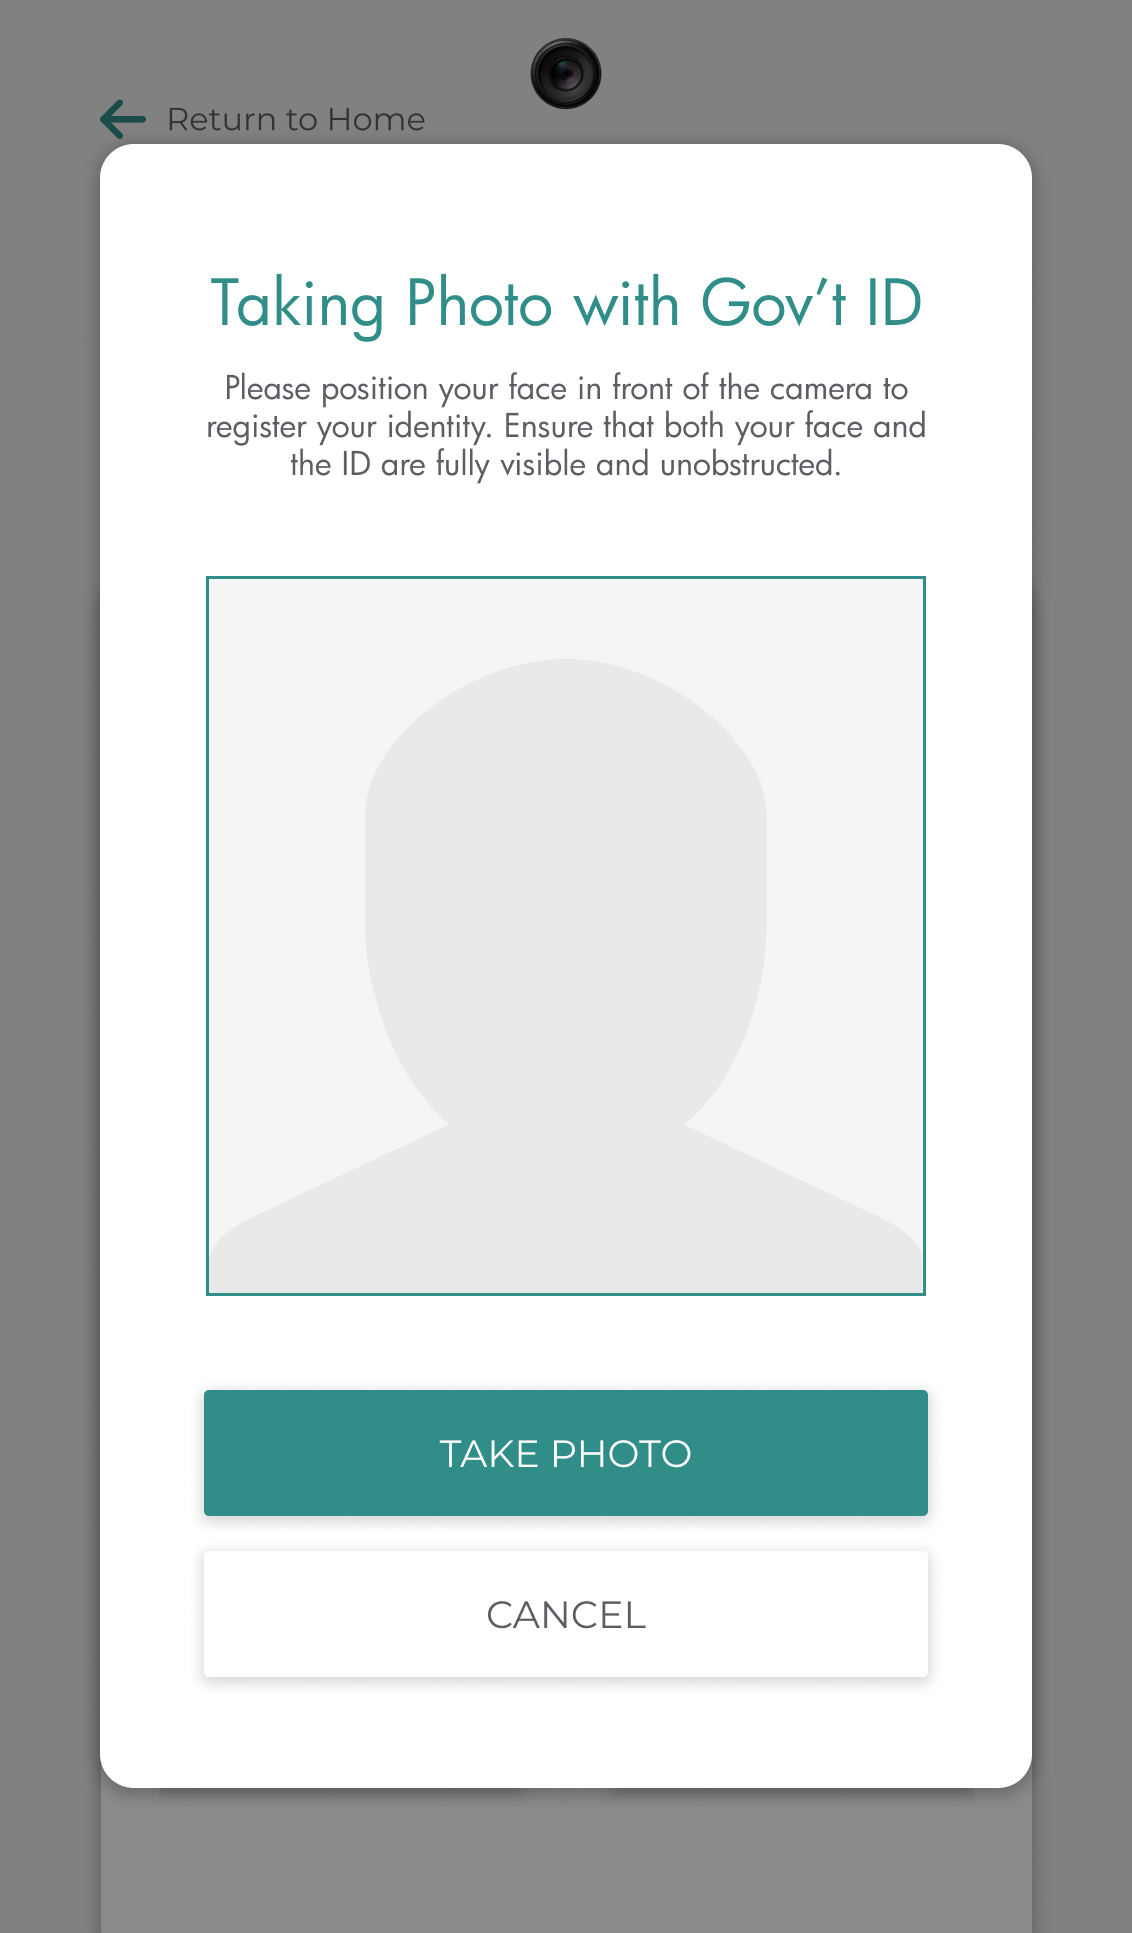 Return to Home
Taking Photo with Gov’t ID
Please position your face in front of the camera to
register your identity. Ensure that both your face and
the ID are fully visible and unobstructed.
TAKE PHOTO
CANCEL